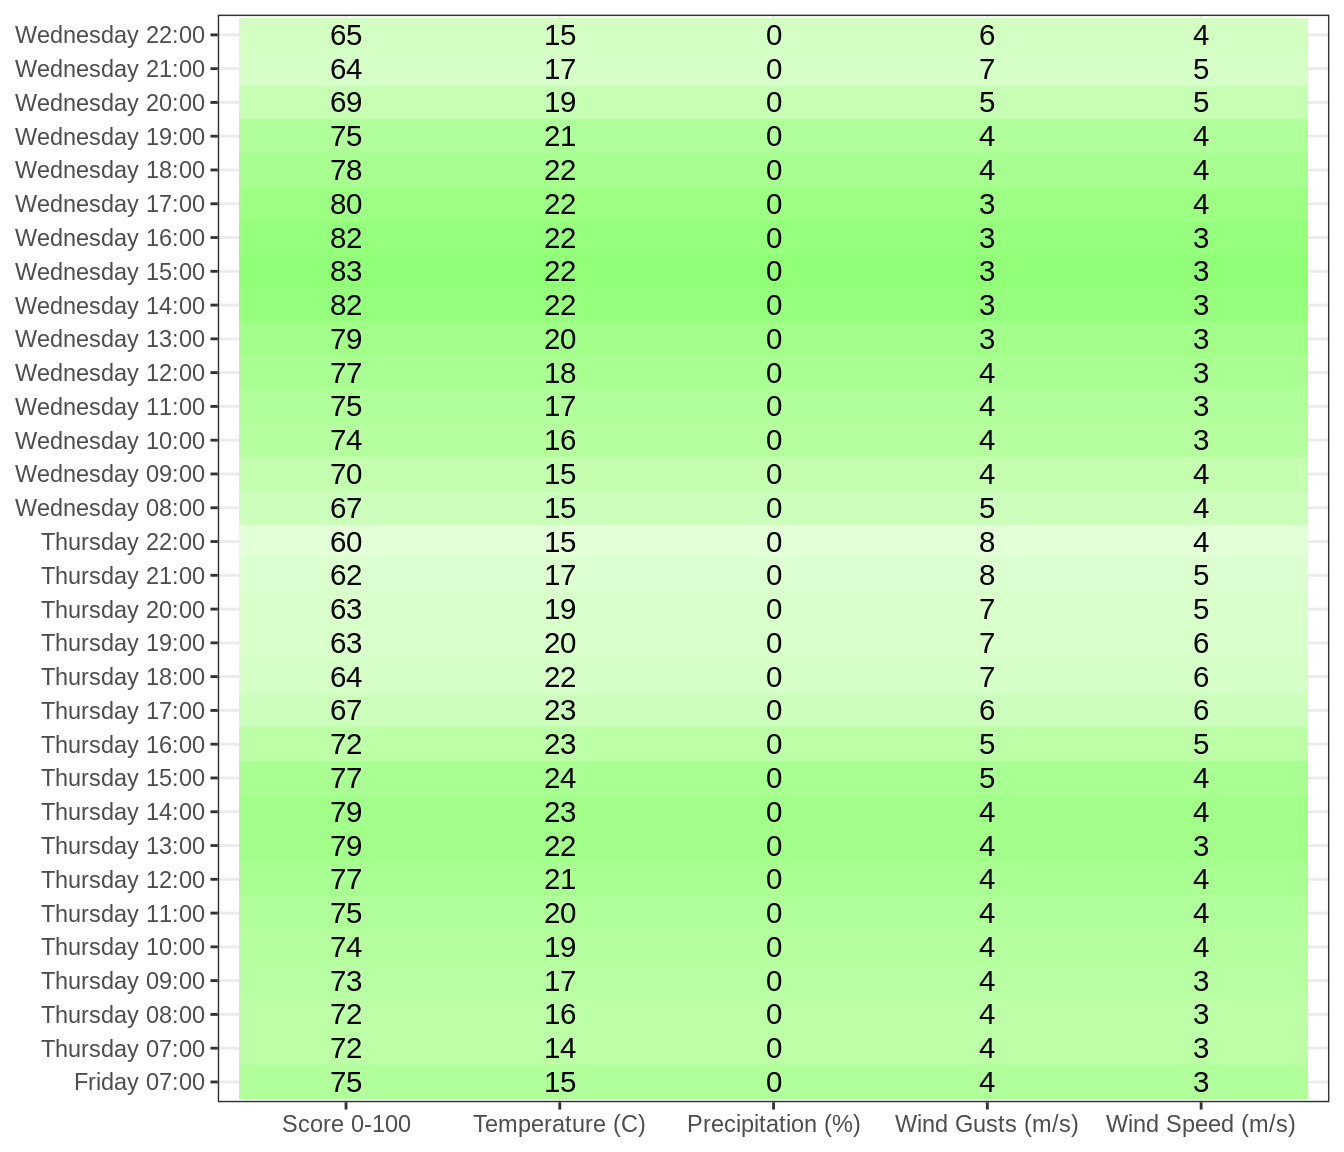 Wednesday 22:00 65 15 0 6 4
Wednesday 21:00 64 17 0 7 5
Wednesday 20:00 69 19 0 5 5
Wednesday 19:00 75 21 0 4 4
Wednesday 18:00 78 22 0 4 4
Wednesday 17:00 80 22 0 3 4
Wednesday 16:00 82 22 0 3 3
Wednesday 15:00 83 22 0 3 3
Wednesday 14:00 82 22 0 3 3
Wednesday 13:00 79 20 0 3 3
Wednesday 12:00 77 18 0 4 3
Wednesday 11:00 75 17 0 4 3
Wednesday 10:00 74 16 0 4 3
Wednesday 09:00 70 15 0 4 4
Wednesday 08:00 67 15 0 5 4
Thursday 22:00 60 15 0 8 4
Thursday 21:00 62 17 0 8 5
Thursday 20:00 63 19 0 7 5
Thursday 19:00 63 20 0 7 6
Thursday 18:00 64 22 0 7 6
Thursday 17:00 67 23 0 6 6
Thursday 16:00 72 23 0 5 5
Thursday 15:00 77 24 0 5 4
Thursday 14:00 79 23 0 4 4
Thursday 13:00 79 22 0 4 3
Thursday 12:00 77 21 0 4 4
Thursday 11:00 75 20 0 4 4
Thursday 10:00 74 19 0 4 4
Thursday 09:00 73 17 0 4 3
Thursday 08:00 72 16 0 4 3
Thursday 07:00 72 14 0 4 3
Friday 07:00 75 15 0 4 3
Score 0-100 Temperature (C) Precipitation (%) Wind Gusts (m/s) Wind Speed (m/s)